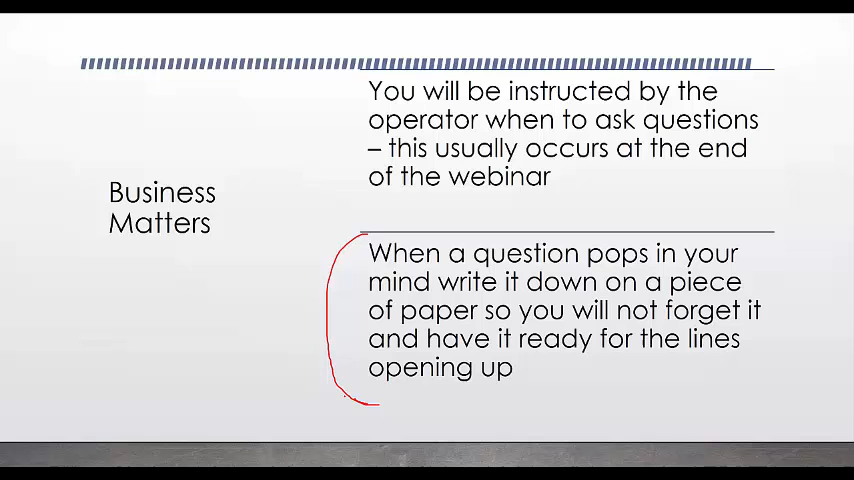 Business
Matters
You will be instructed by the
operator when to ask questions
– this usually occurs at the end
of the webinar
When a question pops in your
mind write it down on a piece
of paper so you will not forget it
and have it ready for the lines
opening up